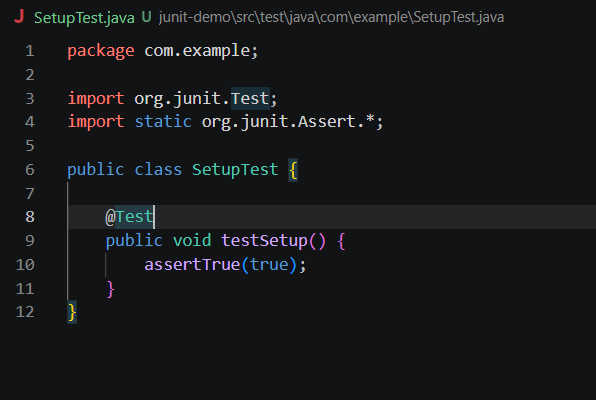 J SetupTest.java U junit-demo\src\test\java\com\example\SetupTest.java
1 package com.example;
2
3 import org.junit.Test;
4 import static org.junit.Assert.*;
5
6 public class SetupTest {
7
8     @Test
9     public void testSetup() {
10         assertTrue(true);
11     }
12 }